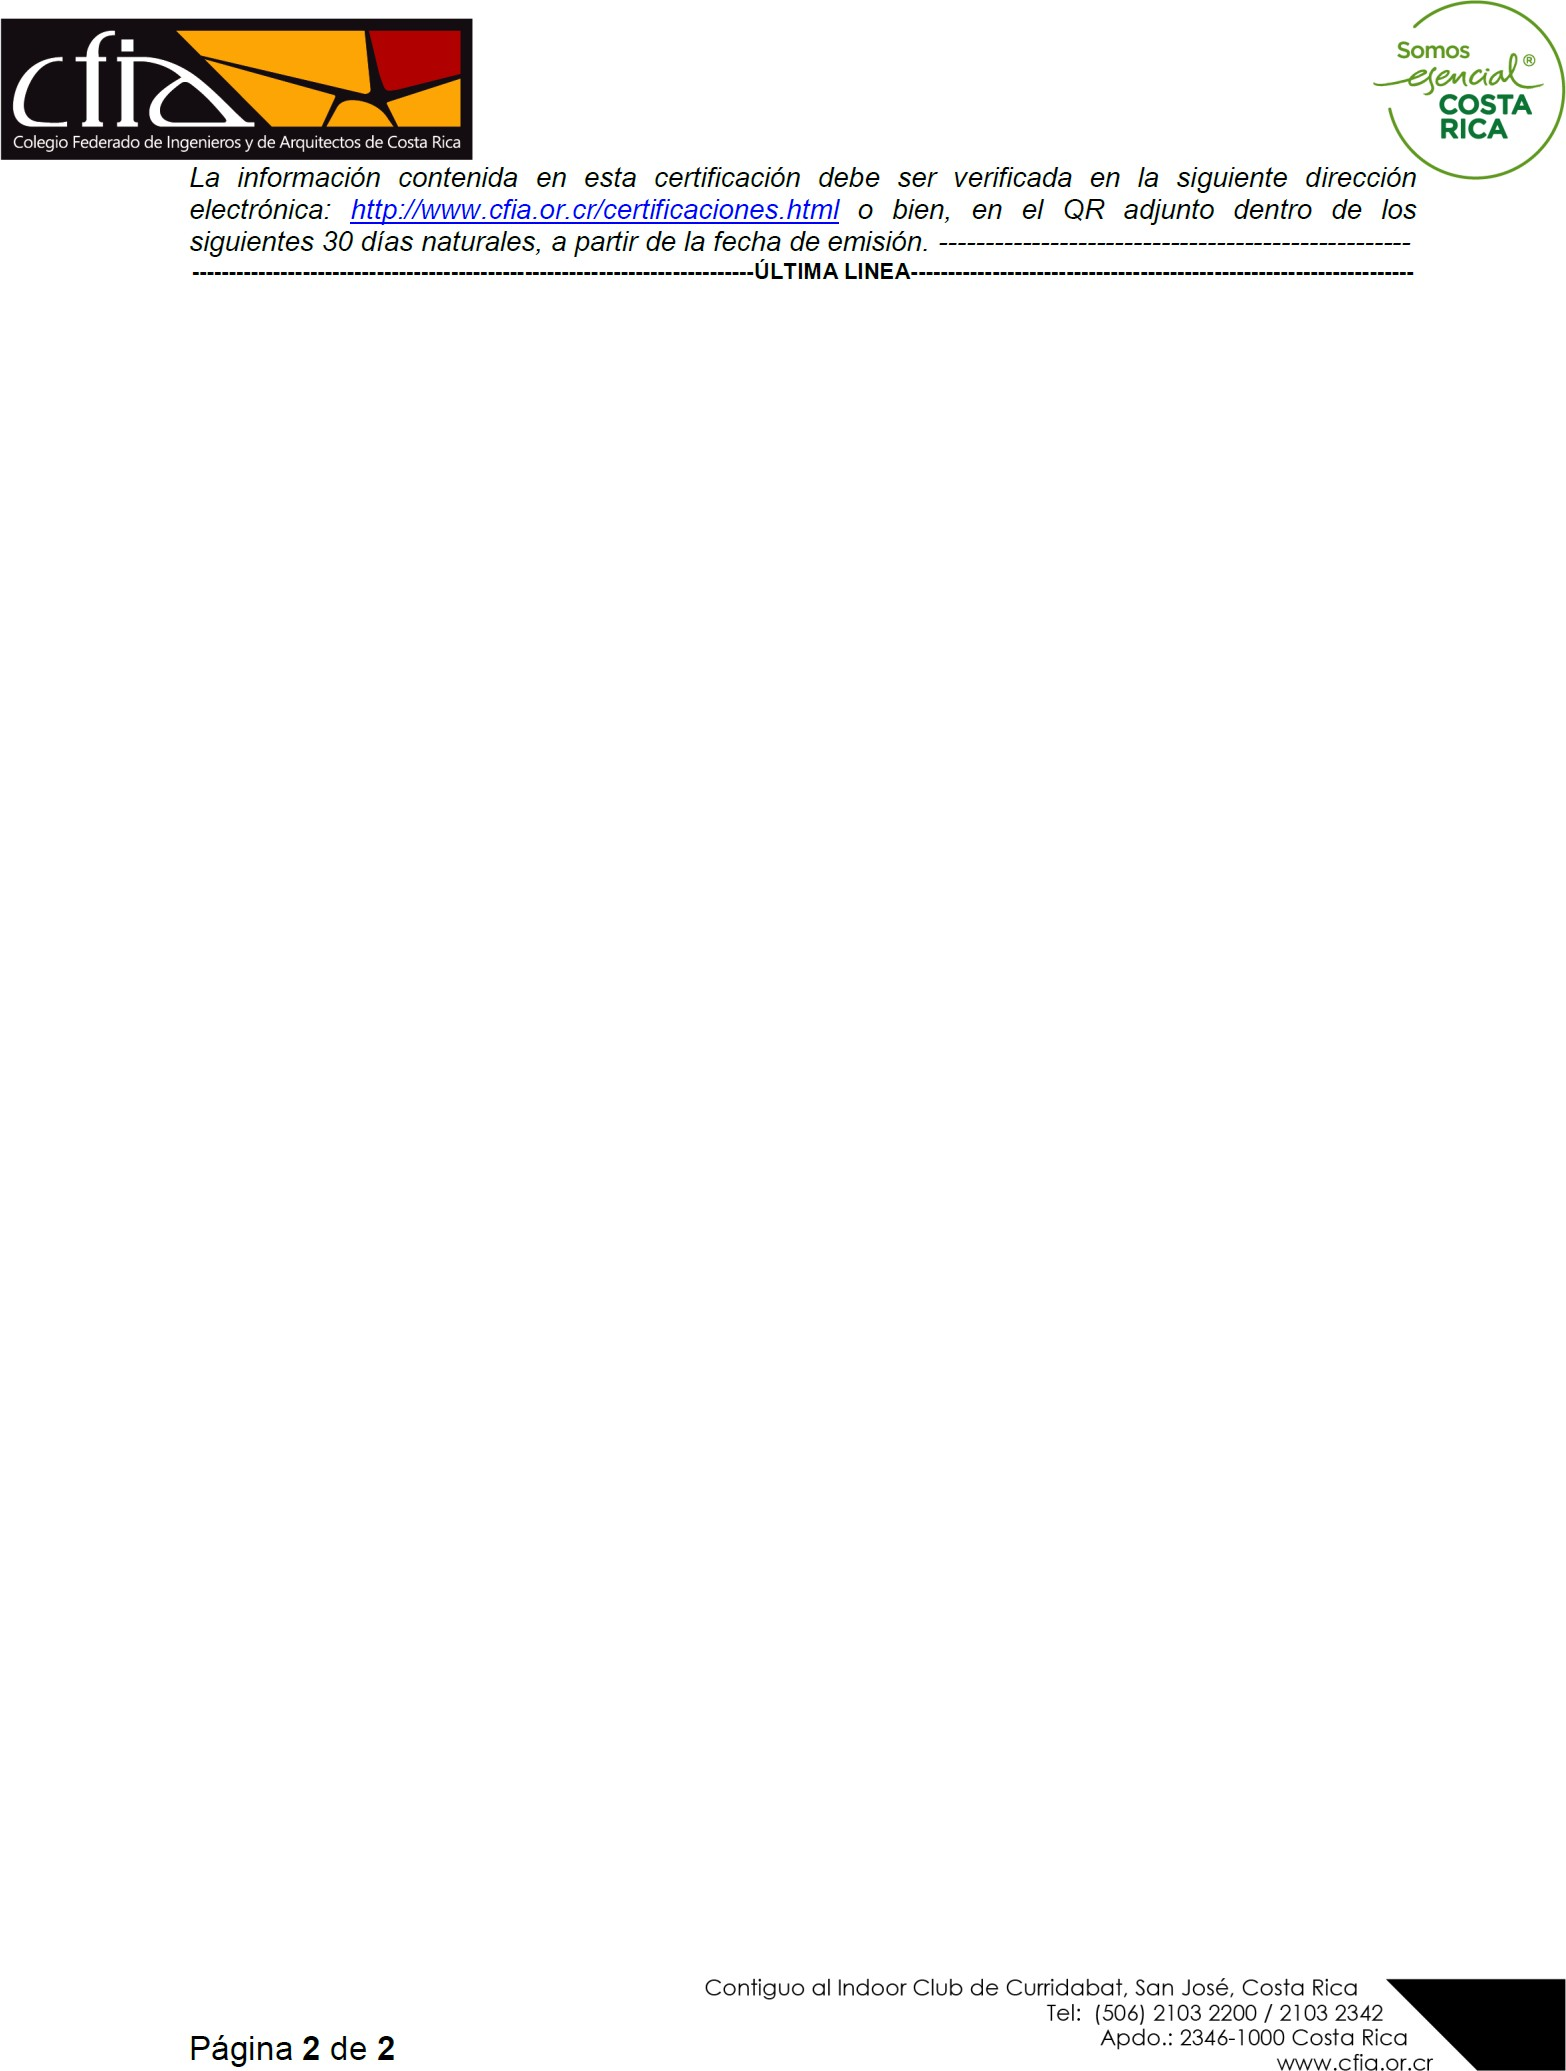 cfia
Colegio Federado de Ingenieros y de Arquitectos de Costa Rica
Somos
esencial®
COSTA
RICA
La información contenida en esta certificación debe ser verificada en la siguiente dirección
electrónica: http://www.cfia.or.cr/certificaciones.html o bien, en el QR adjunto dentro de los
siguientes 30 días naturales, a partir de la fecha de emisión. ---------------------------------------------------
------------------------------------------------------------------------------ÚLTIMA LINEA----------------------------------------------------------------------
Contiguo al Indoor Club de Curridabat, San José, Costa Rica
Tel: (506) 2103 2200 / 2103 2342
Apdo.: 2346-1000 Costa Rica
www.cfia.or.cr
Página 2 de 2